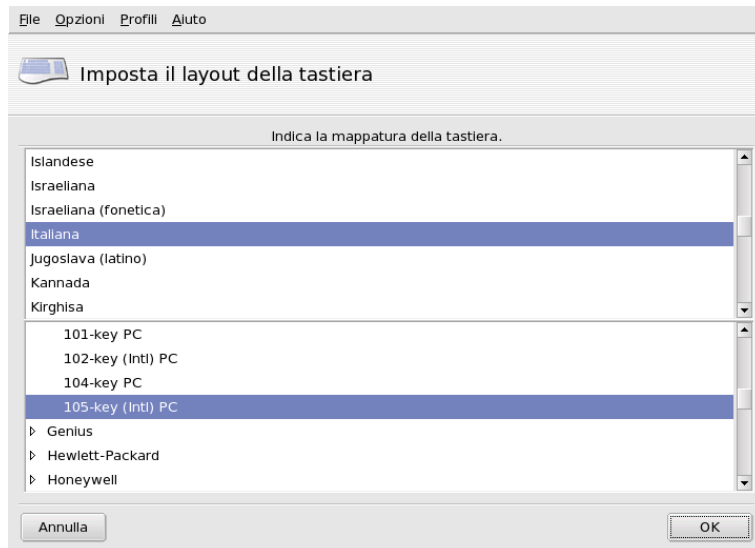 File Opzioni Profili Aiuto
Imposta il layout della tastiera
Indica la mappatura della tastiera.
Islandese
Israeliana
Israeliana (fonetica)
Italiana
Jugoslava (latino)
Kannada
Kirghisa
101-key PC
102-key (Intl) PC
104-key PC
105-key (Intl) PC
Genius
Hewlett-Packard
Honeywell
Annulla OK